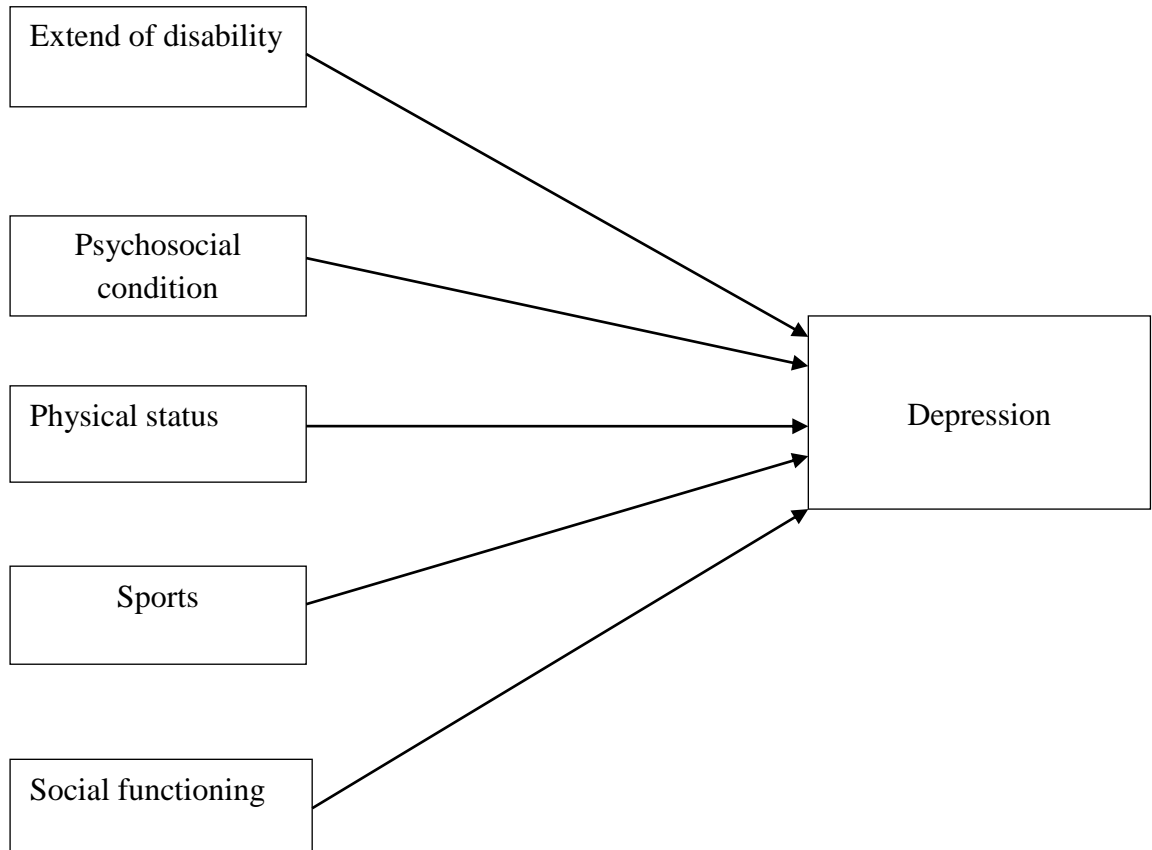 Extend of disability
Psychosocial
condition
Physical status
Depression
Sports
Social functioning